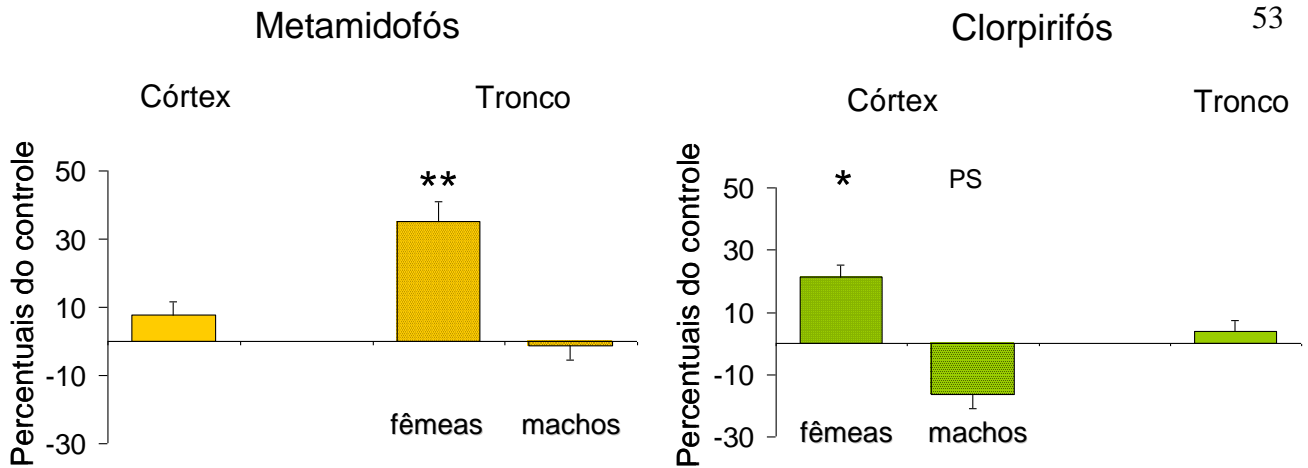 53
Metamidofós
Córtex Tronco
Percentuais do controle
50
30
10
-10
-30
**
fêmeas machos
Clorpirifós
Córtex Tronco
Percentuais do controle
50
30
10
-10
-30
* PS
fêmeas machos